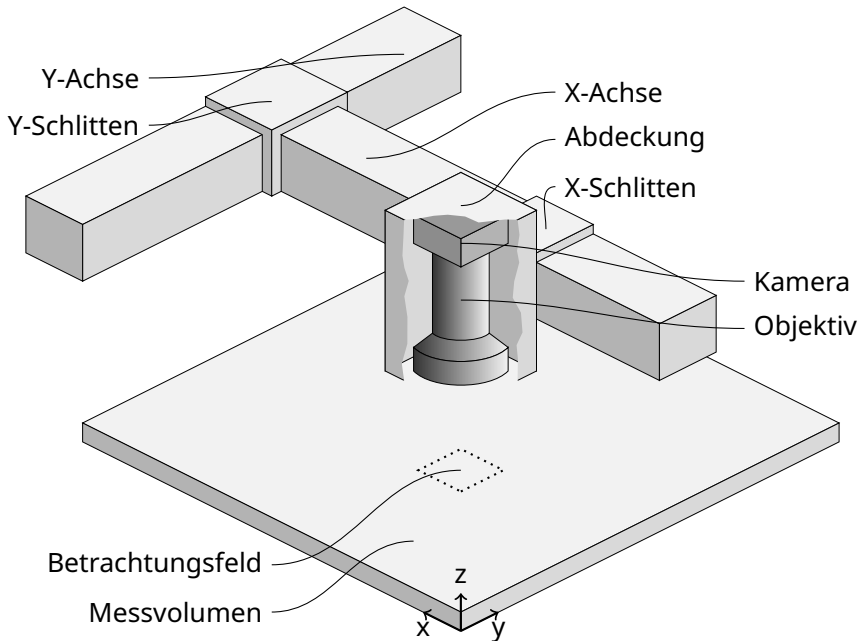 Y-Achse
Y-Schlitten
X-Achse
Abdeckung
X-Schlitten
Kamera
Objektiv
Betrachtungsfeld
Messvolumen
z
x
y